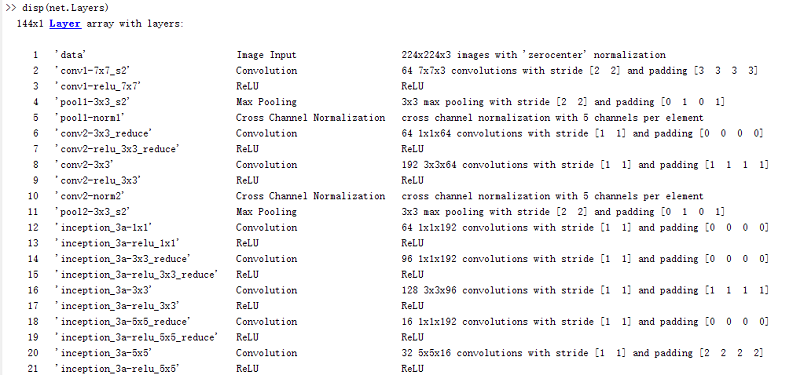 >> disp(net.Layers)
144x1 Layer array with layers:
1 'data' Image Input 224x224x3 images with 'zerocenter' normalization
2 'conv1-7x7_s2' Convolution 64 7x7x3 convolutions with stride [2 2] and padding [3 3 3 3]
3 'conv1-relu_7x7' ReLU ReLU
4 'pool1-3x3_s2' Max Pooling 3x3 max pooling with stride [2 2] and padding [0 1 0 1]
5 'pool1-norm1' Cross Channel Normalization cross channel normalization with 5 channels per element
6 'conv2-3x3_reduce' Convolution 64 1x1x64 convolutions with stride [1 1] and padding [0 0 0 0]
7 'conv2-relu_3x3_reduce' ReLU ReLU
8 'conv2-3x3' Convolution 192 3x3x64 convolutions with stride [1 1] and padding [1 1 1 1]
9 'conv2-relu_3x3' ReLU ReLU
10 'conv2-norm2' Cross Channel Normalization cross channel normalization with 5 channels per element
11 'pool2-3x3_s2' Max Pooling 3x3 max pooling with stride [2 2] and padding [0 1 0 1]
12 'inception_3a-1x1' Convolution 64 1x1x192 convolutions with stride [1 1] and padding [0 0 0 0]
13 'inception_3a-relu_1x1' ReLU ReLU
14 'inception_3a-3x3_reduce' Convolution 96 1x1x192 convolutions with stride [1 1] and padding [0 0 0 0]
15 'inception_3a-relu_3x3_reduce' ReLU ReLU
16 'inception_3a-3x3' Convolution 128 3x3x96 convolutions with stride [1 1] and padding [1 1 1 1]
17 'inception_3a-relu_3x3' ReLU ReLU
18 'inception_3a-5x5_reduce' Convolution 16 1x1x192 convolutions with stride [1 1] and padding [0 0 0 0]
19 'inception_3a-relu_5x5_reduce' ReLU ReLU
20 'inception_3a-5x5' Convolution 32 5x5x16 convolutions with stride [1 1] and padding [2 2 2 2]
21 'inception_3a-relu_5x5' ReLU ReLU